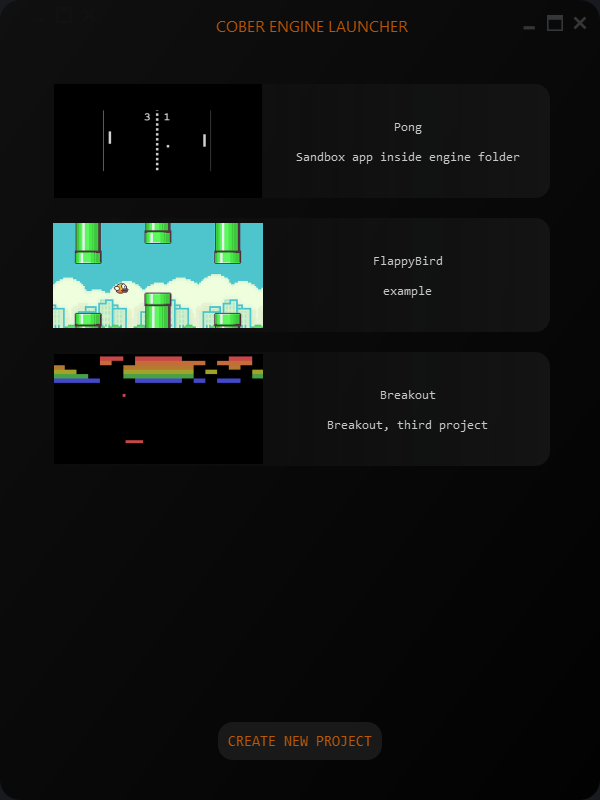 COBER ENGINE LAUNCHER
3 1
Pong
Sandbox app inside engine folder
FlappyBird
example
Breakout
Breakout, third project
CREATE NEW PROJECT